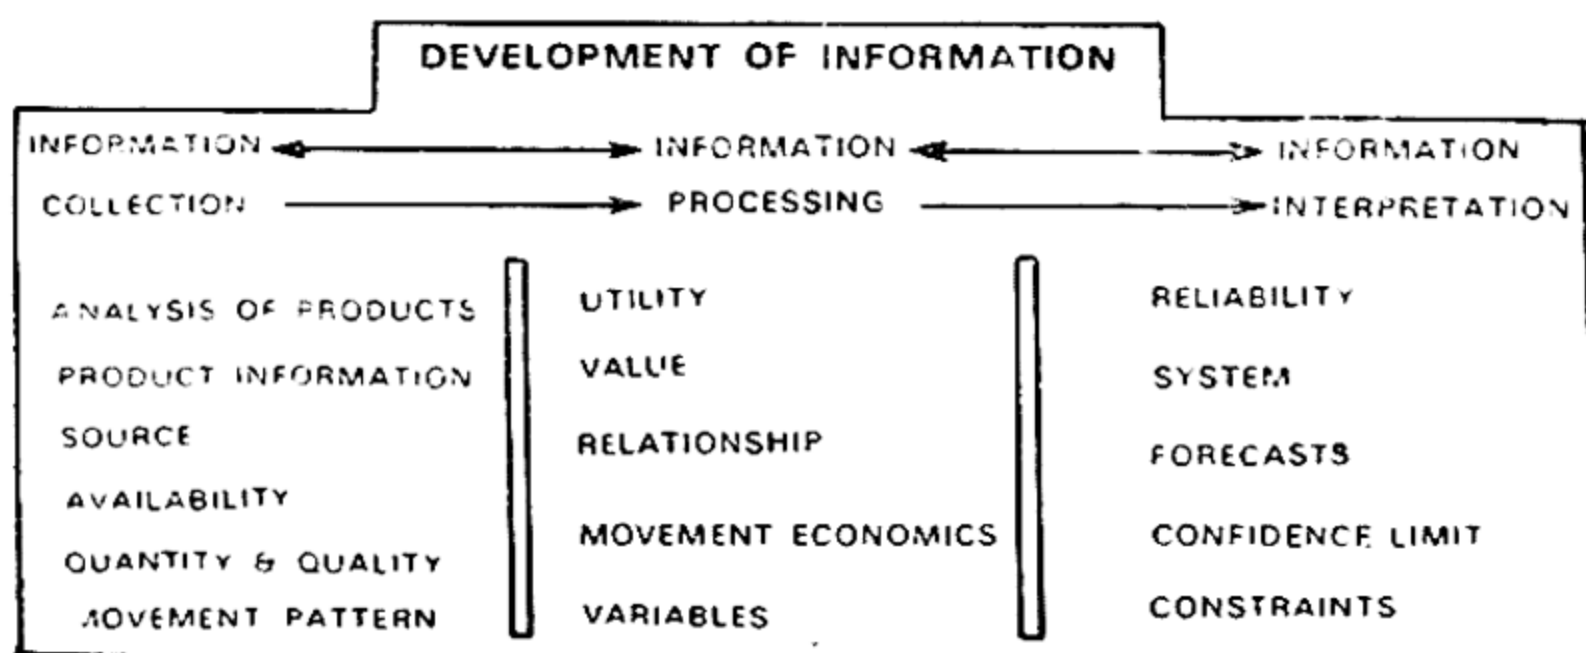 DEVELOPMENT OF INFORMATION
INFORMATION INFORMATION INFORMATION
COLLECTION PROCESSING INTERPRETATION
ANALYSIS OF PRODUCTS
PRODUCT INFORMATION
SOURCE
AVAILABILITY
QUANTITY & QUALITY
MOVEMENT PATTERN
UTILITY
VALUE
RELATIONSHIP
MOVEMENT ECONOMICS
VARIABLES
RELIABILITY
SYSTEM
FORECASTS
CONFIDENCE LIMIT
CONSTRAINTS